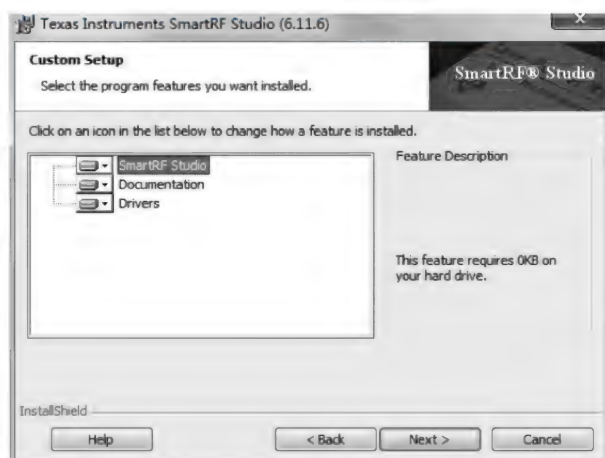 Texas Instruments SmartRF Studio (6.11.6)
Custom Setup
Select the program features you want installed.
SmartRF® Studio
Click on an icon in the list below to change how a feature is installed.
SmartRF Studio
Documentation
Drivers
Feature Description
This feature requires 0KB on
your hard drive.
InstallShield
Help
< Back
Next >
Cancel